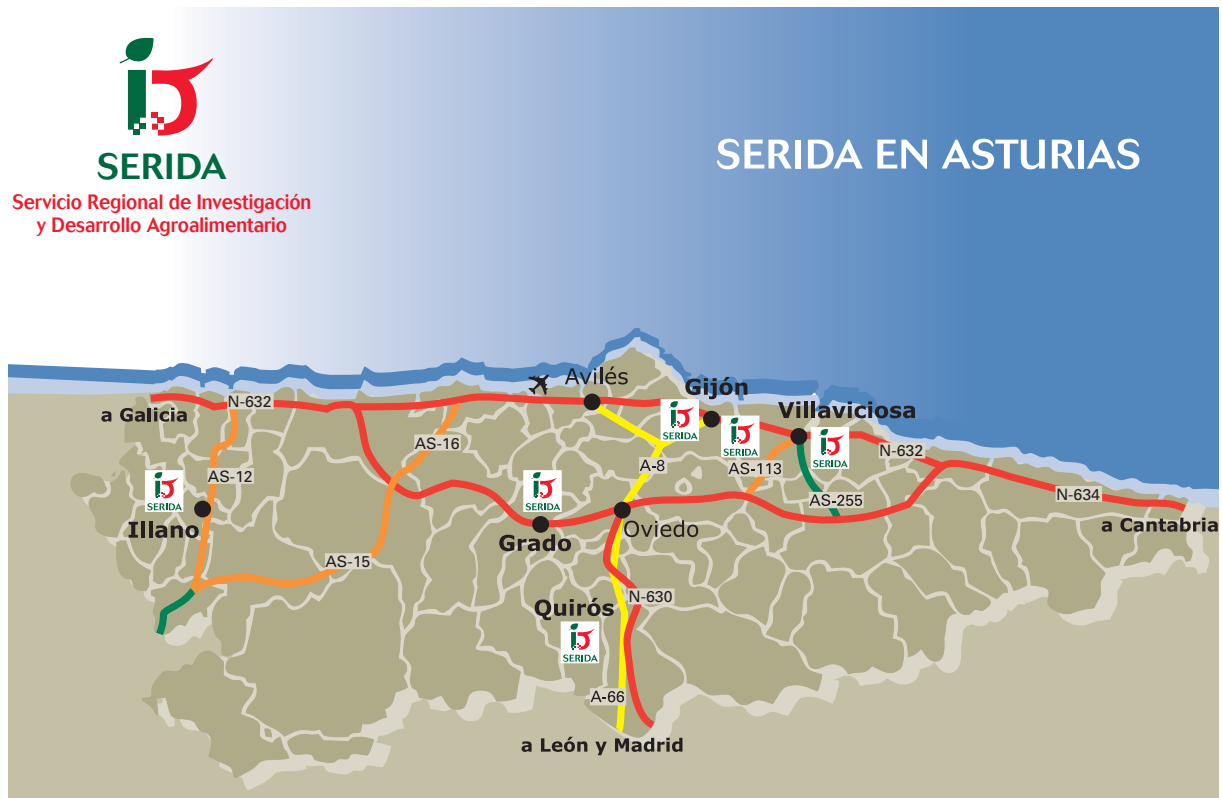 SERIDA
Servicio Regional de Investigación
y Desarrollo Agroalimentario
SERIDA EN ASTURIAS
Avilés
Gijón
N-632
a Galicia
Villaviciosa
SERIDA
AS-16
SERIDA
SERIDA
N-632
A-8
AS-113
AS-12
SERIDA
SERIDA
AS-255
N-634
Illano
Grado
Oviedo
a Cantabria
AS-15
N-630
Quirós
SERIDA
A-66
a León y Madrid